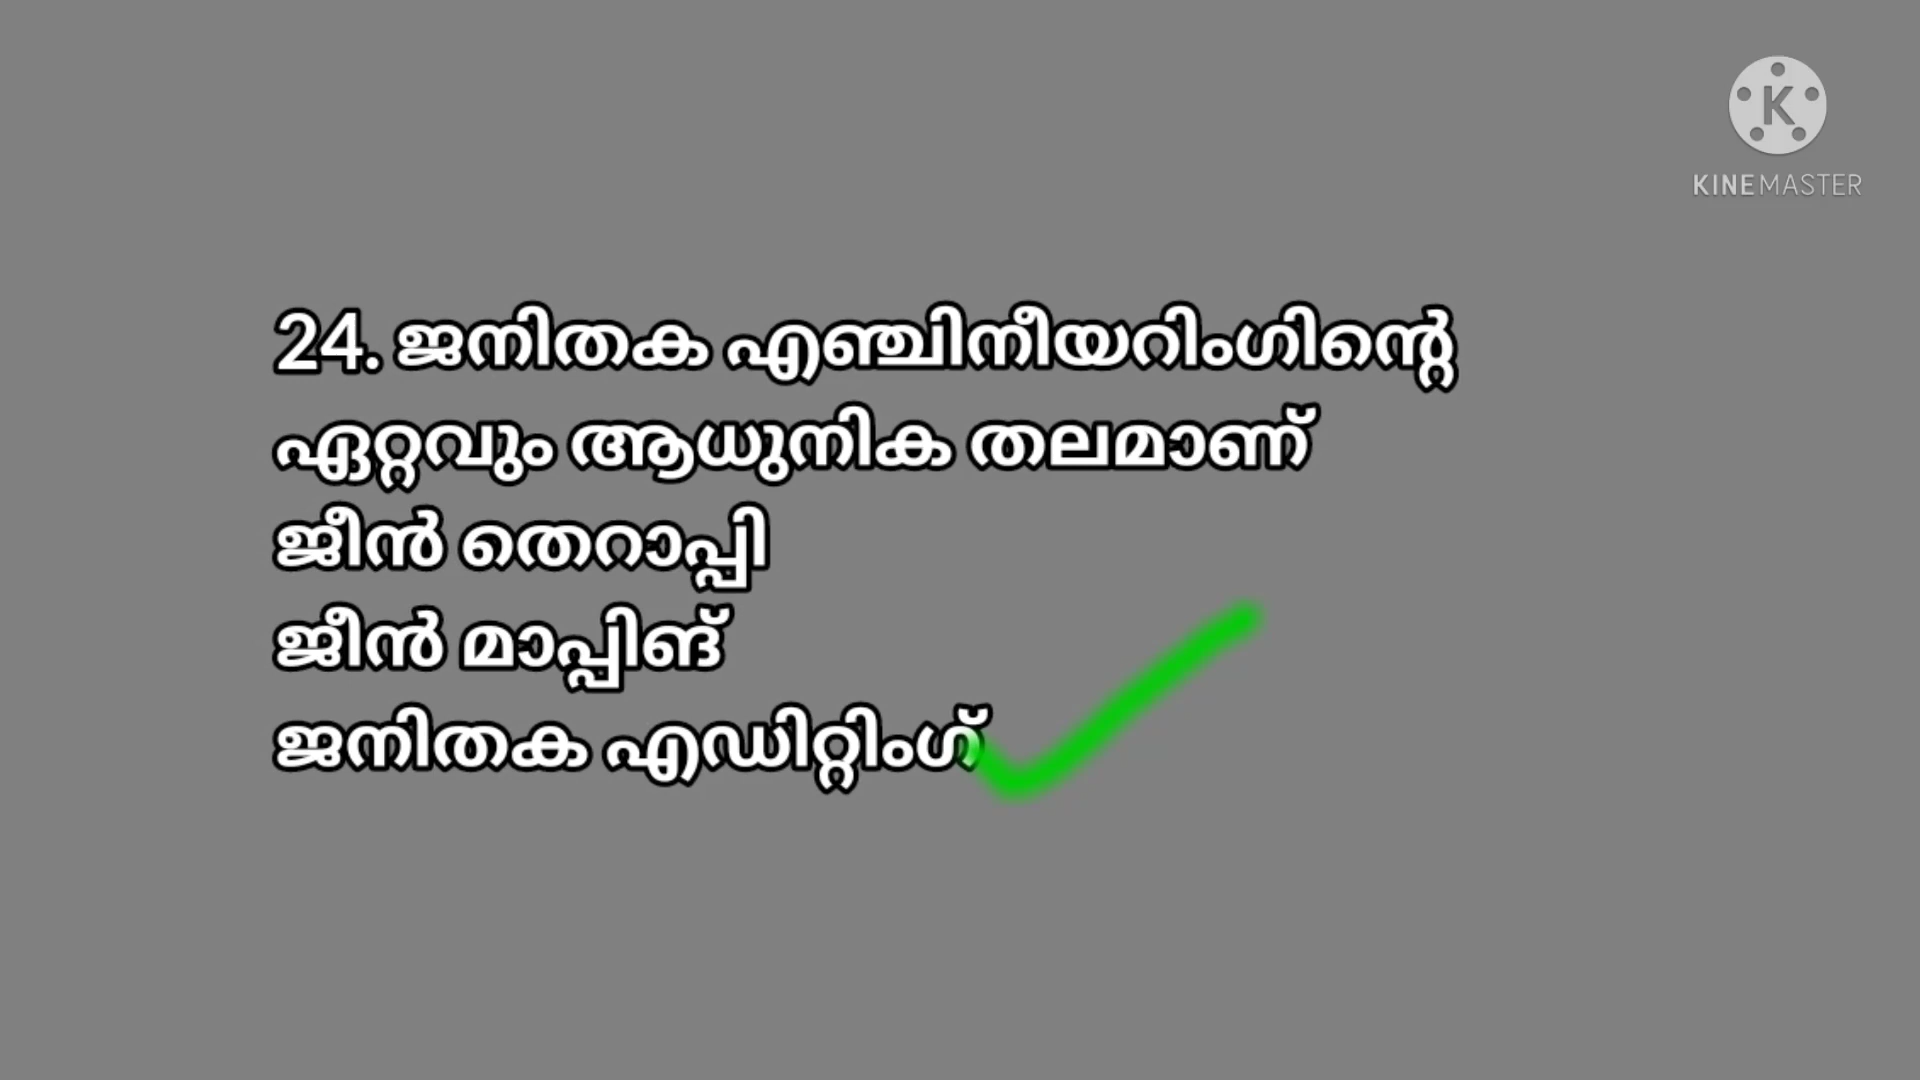 K
KINEMASTER
24. ജനിതക എഞ്ചിനീയറിംഗിന്റെ
ഏറ്റവും ആധുനിക തലമാണ്
ജീൻ തെറാപ്പി
ജീൻ മാപ്പിങ്
ജനിതക എഡിറ്റിംഗ്